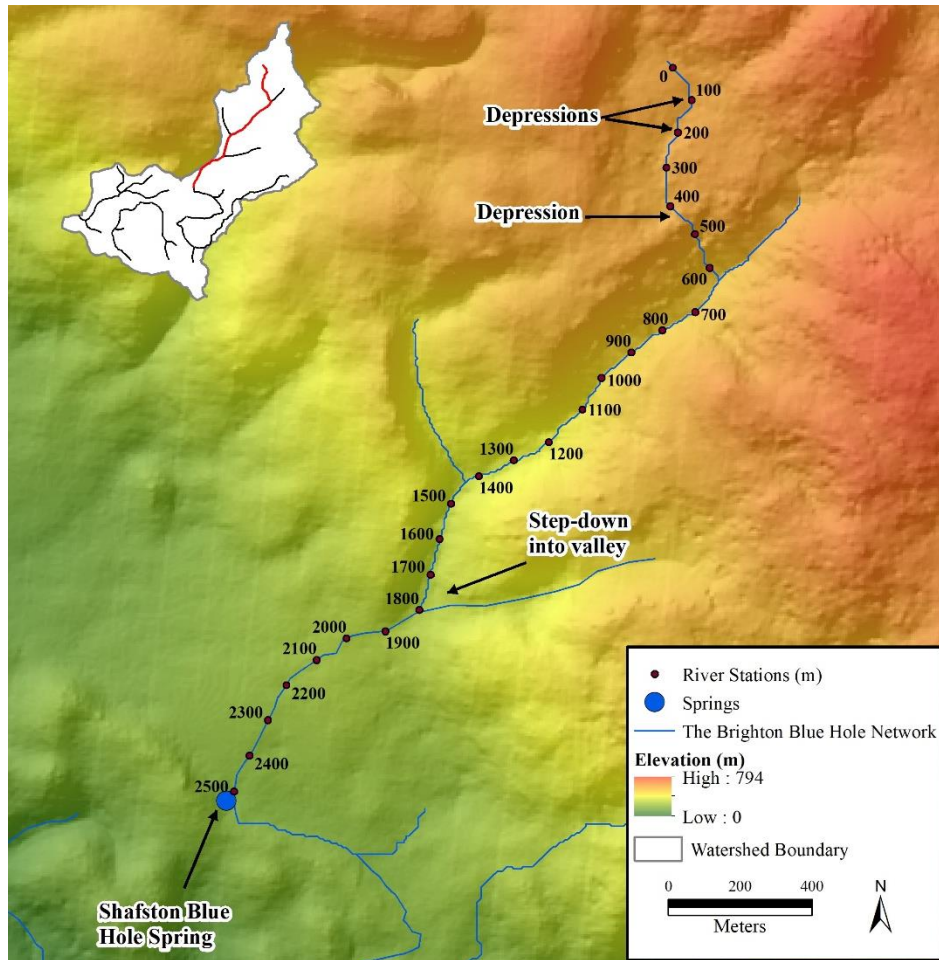 0
100
Depressions
200
300
400
Depression
500
600
700
800
900
1000
1100
1300
1200
1400
1500
Step-down
into valley
1600
1700
1800
2000
1900
2100
2200
2300
2400
2500
Shafston Blue
Hole Spring
River Stations (m)
Springs
The Brighton Blue Hole Network
Elevation (m)
High : 794
Low : 0
Watershed Boundary
0 200 400
Meters
N